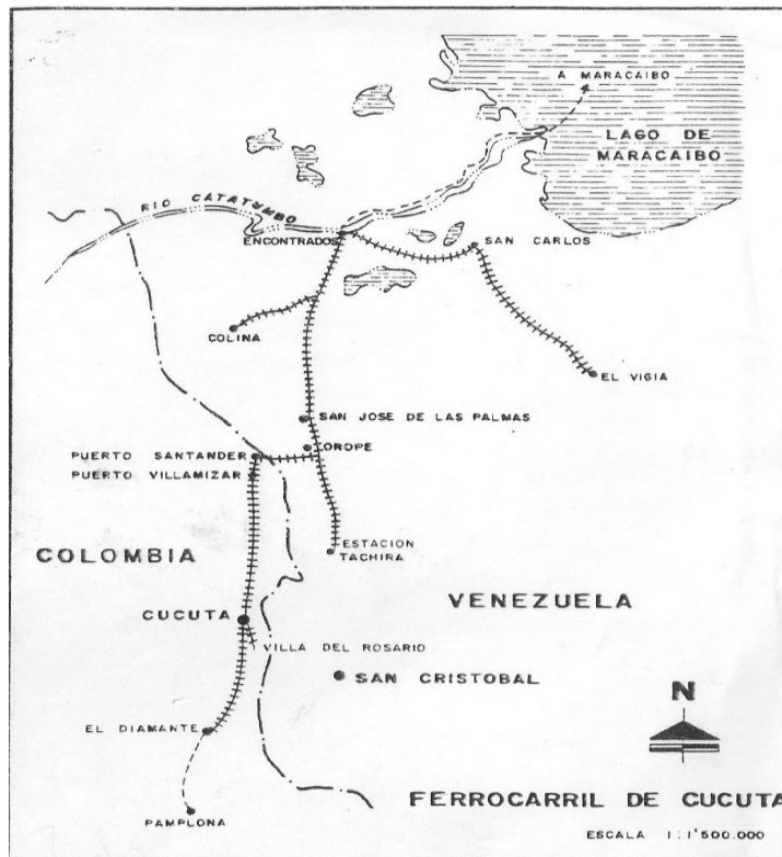 A MARACAIBO
LAGO DE
MARACAIBO
RIO CATATUMBO
ENCONTRADOS
SAN CARLOS
COLINA
EL VIGIA
SAN JOSE DE LAS PALMAS
OROPE
PUERTO SANTANDER
PUERTO VILLAMIZAR
ESTACION
TACHIRA
COLOMBIA
VENEZUELA
CUCUTA
VILLA DEL ROSARIO
SAN CRISTOBAL
N
EL DIAMANTE
FERROCARRIL DE CUCUTA
PAMPLONA
ESCALA 1:1'500.000